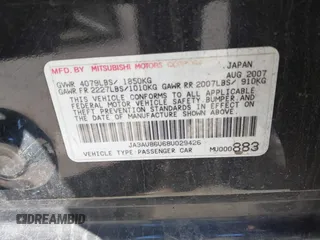 MFD. BY MITSUBISHI MOTORS CORPORATION JAPAN
GVWR 4079LBS/ 1850KG AUG 2007
GAWR FR 2227LBS/1010KG GAWR RR 2007LBS/ 910KG
THIS VEHICLE CONFORMS TO ALL APPLICABLE
FEDERAL MOTOR VEHICLE SAFETY, BUMPER, AND
THEFT PREVENTION STANDARDS IN EFFECT ON
THE DATE OF MANUFACTURE SHOWN ABOVE.
JA3AU86U68U029426
VEHICLE TYPE: PASSENGER CAR MU000883
DREAMBID